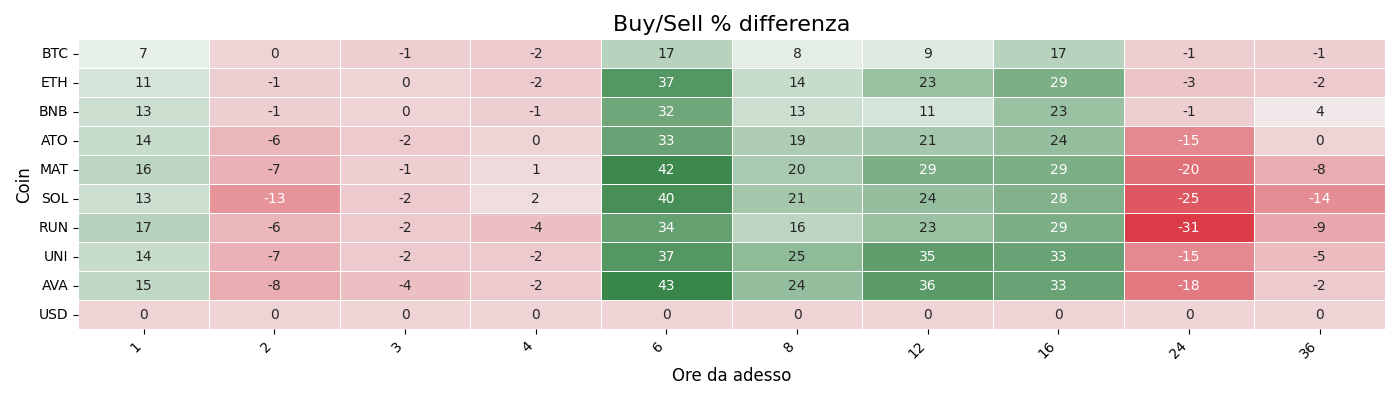 Buy/Sell % differenza
BTC 7 0 -1 -2 17 8 9 17 -1 -1
ETH 11 -1 0 -2 37 14 23 29 -3 -2
BNB 13 -1 0 -1 32 13 11 23 -1 4
ATO 14 -6 -2 0 33 19 21 24 -15 0
MAT 16 -7 -1 1 42 20 29 29 -20 -8
SOL 13 -13 -2 2 40 21 24 28 -25 -14
RUN 17 -6 -2 -4 34 16 23 29 -31 -9
UNI 14 -7 -2 -2 37 25 35 33 -15 -5
AVA 15 -8 -4 -2 43 24 36 33 -18 -2
USD 0 0 0 0 0 0 0 0 0 0
Coin
1 2 3 4 6 8 12 16 24 36
Ore da adesso